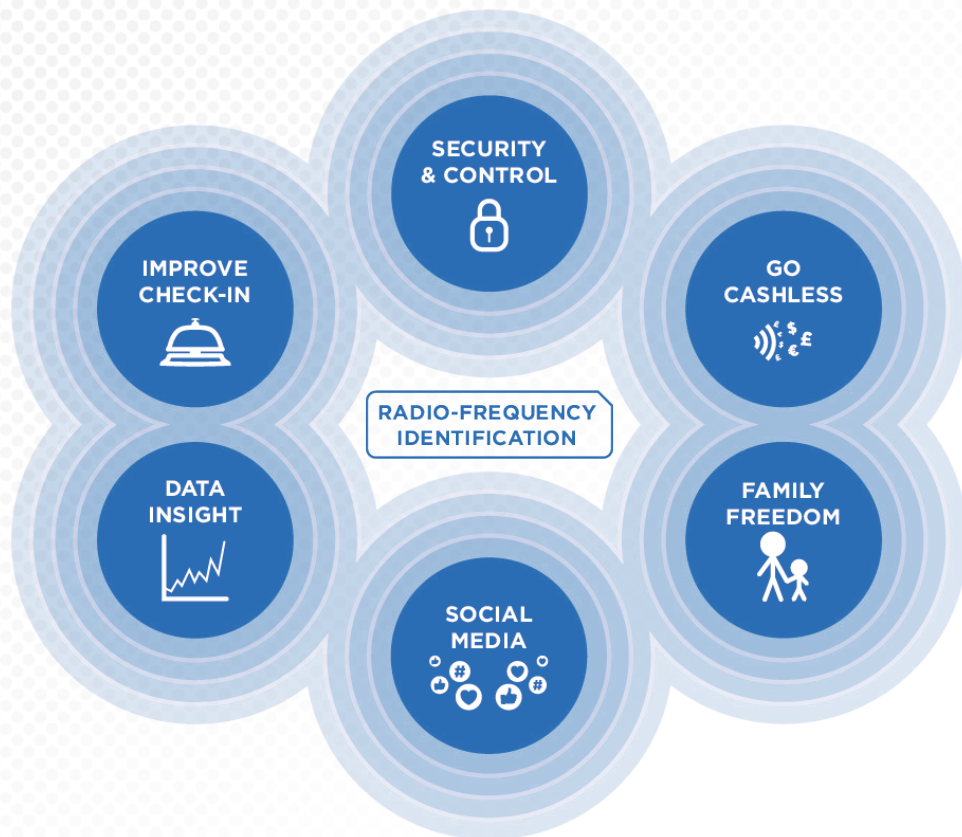 SECURITY
& CONTROL
IMPROVE
CHECK-IN
GO
CASHLESS
$
£
€
RADIO-FREQUENCY
IDENTIFICATION
DATA
INSIGHT
FAMILY
FREEDOM
SOCIAL
MEDIA
#
#